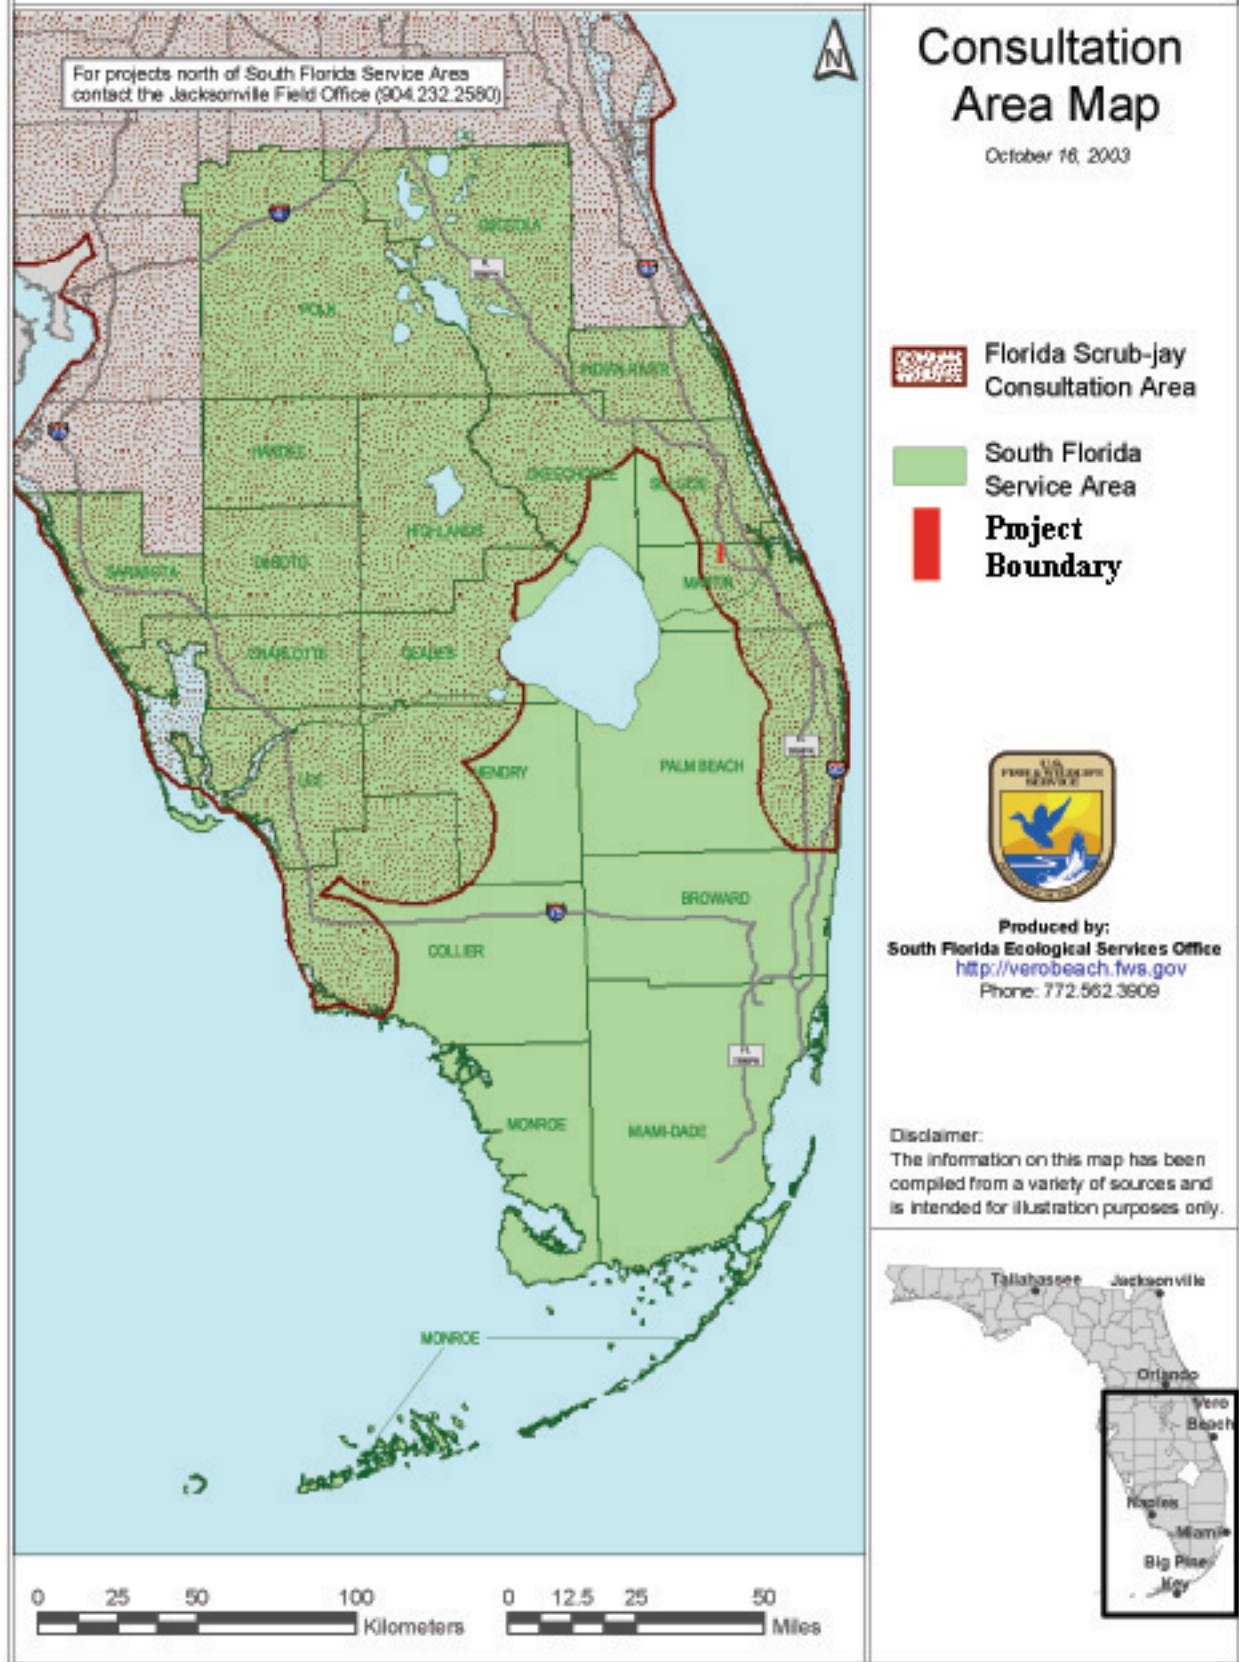 For projects north of South Florida Service Area
contact the Jacksonville Field Office (904.232.2580)
N
Consultation
Area Map
October 16, 2003
OSCEOLA
POLK
INDIAN RIVER
HARDEE
OKEECHOBEE
ST. LUCIE
HIGHLANDS
DeSOTO
SARASOTA
MARTIN
CHARLOTTE
GLADES
LEE
HENDRY
PALM BEACH
BROWARD
COLLIER
MONROE
MIAMI-DADE
MONROE
Florida Scrub-jay
Consultation Area
South Florida
Service Area
Project
Boundary
U.S.
FISH & WILDLIFE
SERVICE
Produced by:
South Florida Ecological Services Office
http://verobeach.fws.gov
Phone: 772.562.3909
Disclaimer:
The information on this map has been
compiled from a variety of sources and
is intended for illustration purposes only.
Tallahassee
Jacksonville
Orlando
Vero
Beach
Naples
Miami
Big Pine
Key
0 25 50 100
Kilometers
0 12.5 25 50
Miles